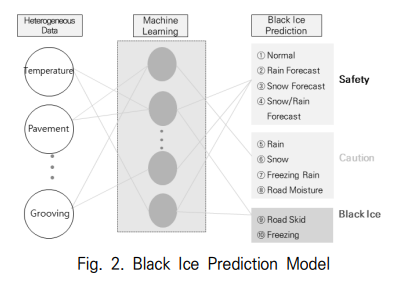 Heterogeneous
Data
Machine
Learning
Black Ice
Prediction
Temperature
Pavement
Grooving
① Normal
② Rain Forecast
③ Snow Forecast
④ Snow/Rain
Forecast
Safety
⑤ Rain
⑥ Snow
⑦ Freezing Rain
⑧ Road Moisture
Caution
⑨ Road Skid
⑩ Freezing
Black Ice
Fig. 2. Black Ice Prediction Model